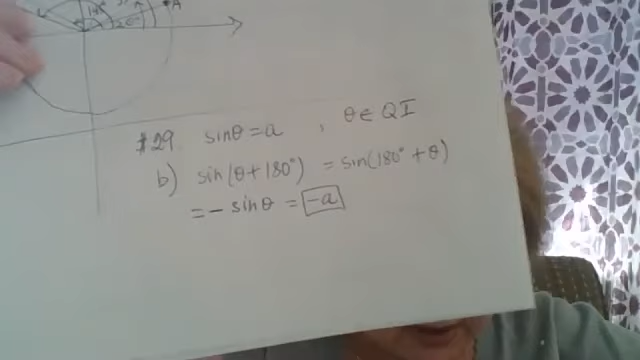 #29 sinθ = a , θ ∈ QI
b) sin(θ + 180°) = sin(180° + θ)
= - sinθ = -a